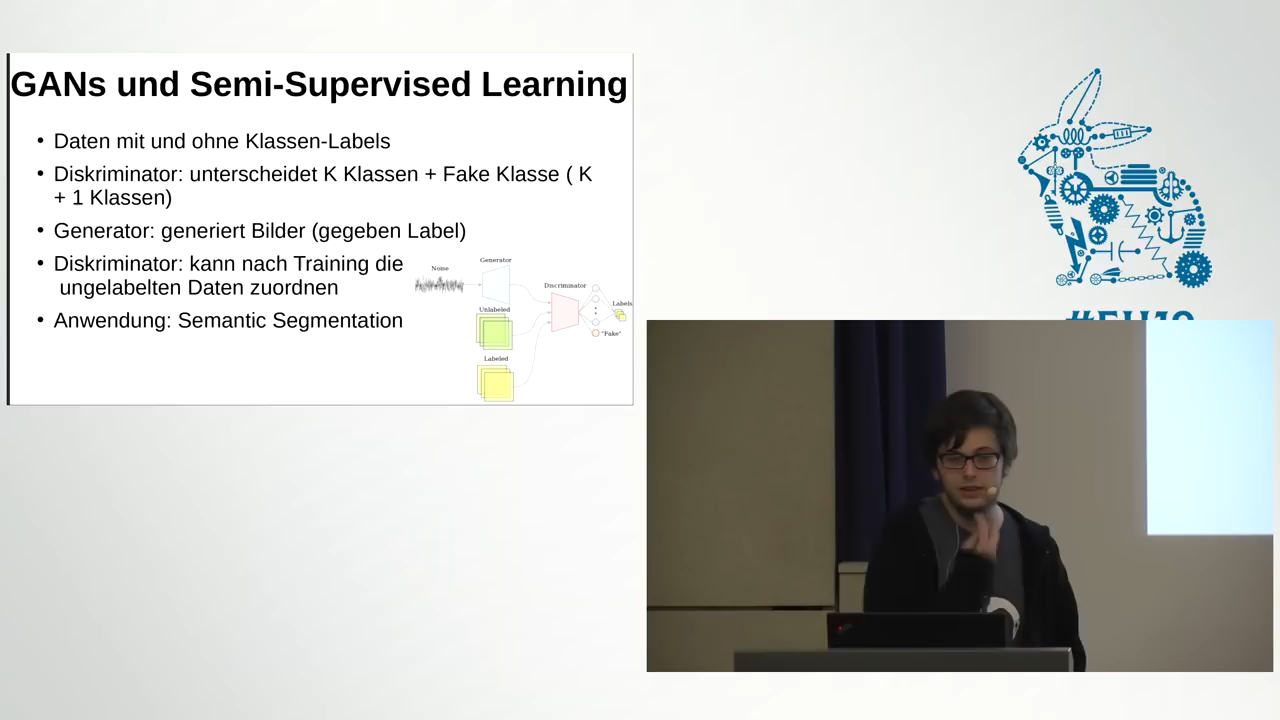 GANs und Semi-Supervised Learning
• Daten mit und ohne Klassen-Labels
• Diskriminator: unterscheidet K Klassen + Fake Klasse ( K
+ 1 Klassen)
• Generator: generiert Bilder (gegeben Label)
• Diskriminator: kann nach Training die
ungelabelten Daten zuordnen
• Anwendung: Semantic Segmentation
Noise
Generator
Discriminator
Unlabeled
Labels
"Fake"
Labeled